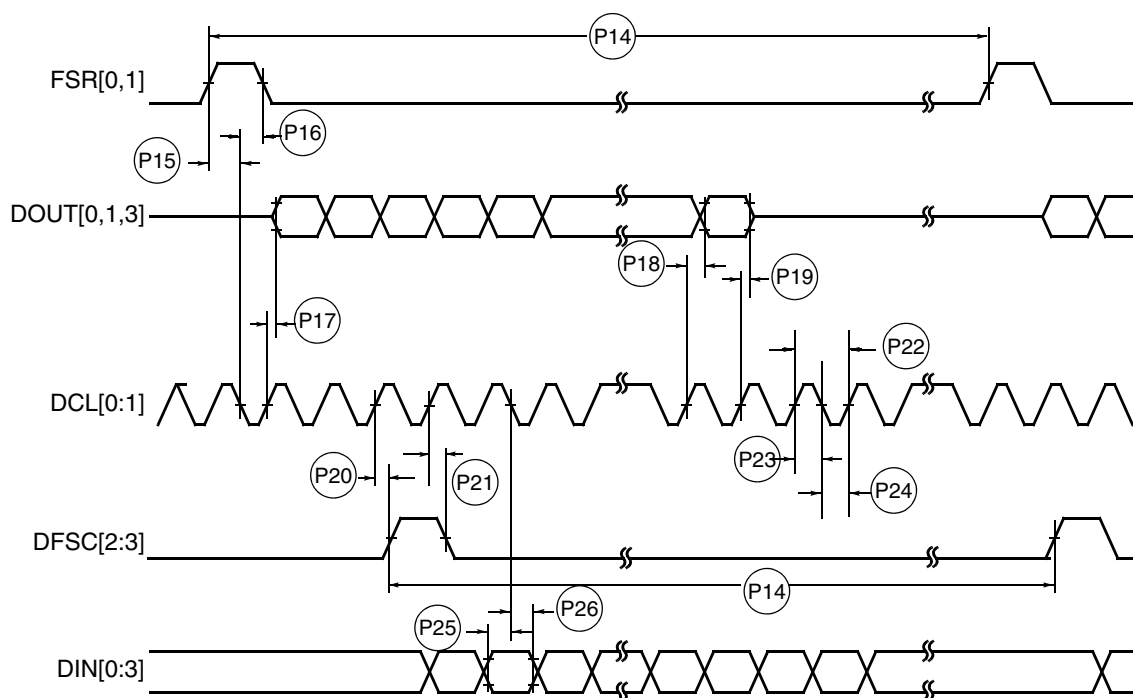 P14
FSR[0,1]
P16
P15
DOUT[0,1,3]
P18
P19
P17
P22
DCL[0:1]
P23
P20
P21
P24
DFSC[2:3]
P14
P26
P25
DIN[0:3]